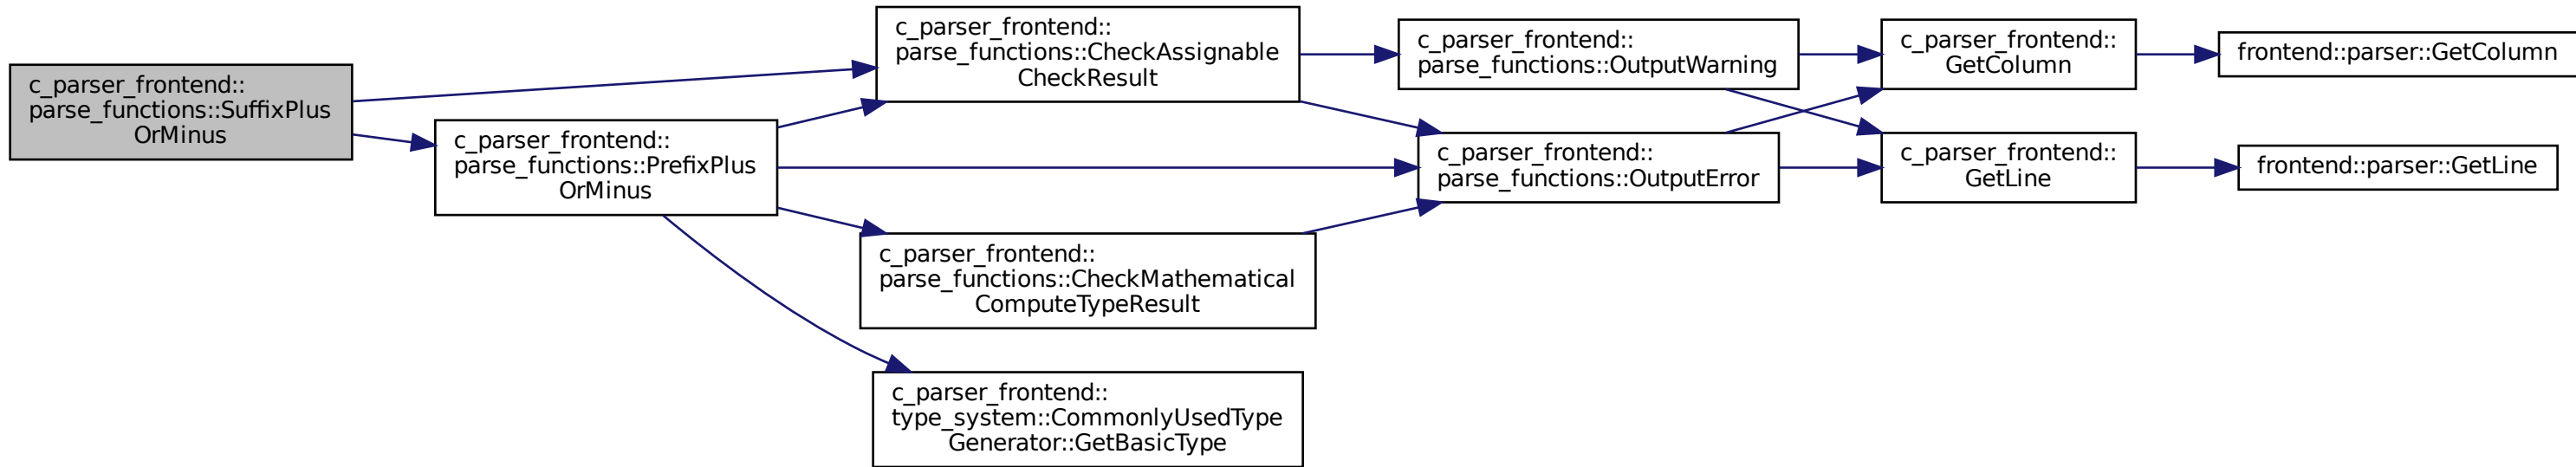 c_parser_frontend::
parse_functions::SuffixPlus
OrMinus
c_parser_frontend::
parse_functions::PrefixPlus
OrMinus
c_parser_frontend::
parse_functions::CheckAssignable
CheckResult
c_parser_frontend::
parse_functions::CheckMathematical
ComputeTypeResult
c_parser_frontend::
type_system::CommonlyUsedType
Generator::GetBasicType
c_parser_frontend::
parse_functions::OutputWarning
c_parser_frontend::
parse_functions::OutputError
c_parser_frontend::
GetColumn
c_parser_frontend::
GetLine
frontend::parser::GetColumn
frontend::parser::GetLine